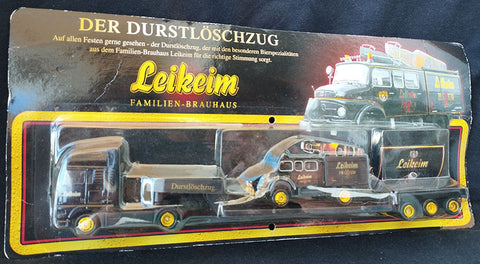 DER DURSTLÖSCHZUG
Auf allen Festen gerne gesehen - der Durstlöschzug, der mit den besonderen Bierspezialitäten
aus dem Familien-Brauhaus Leikeim für die richtige Stimmung sorgt.
Leikeim
FAMILIEN-BRAUHAUS
Leikeim
Durstlöschzug
Leikeim
Leikeim